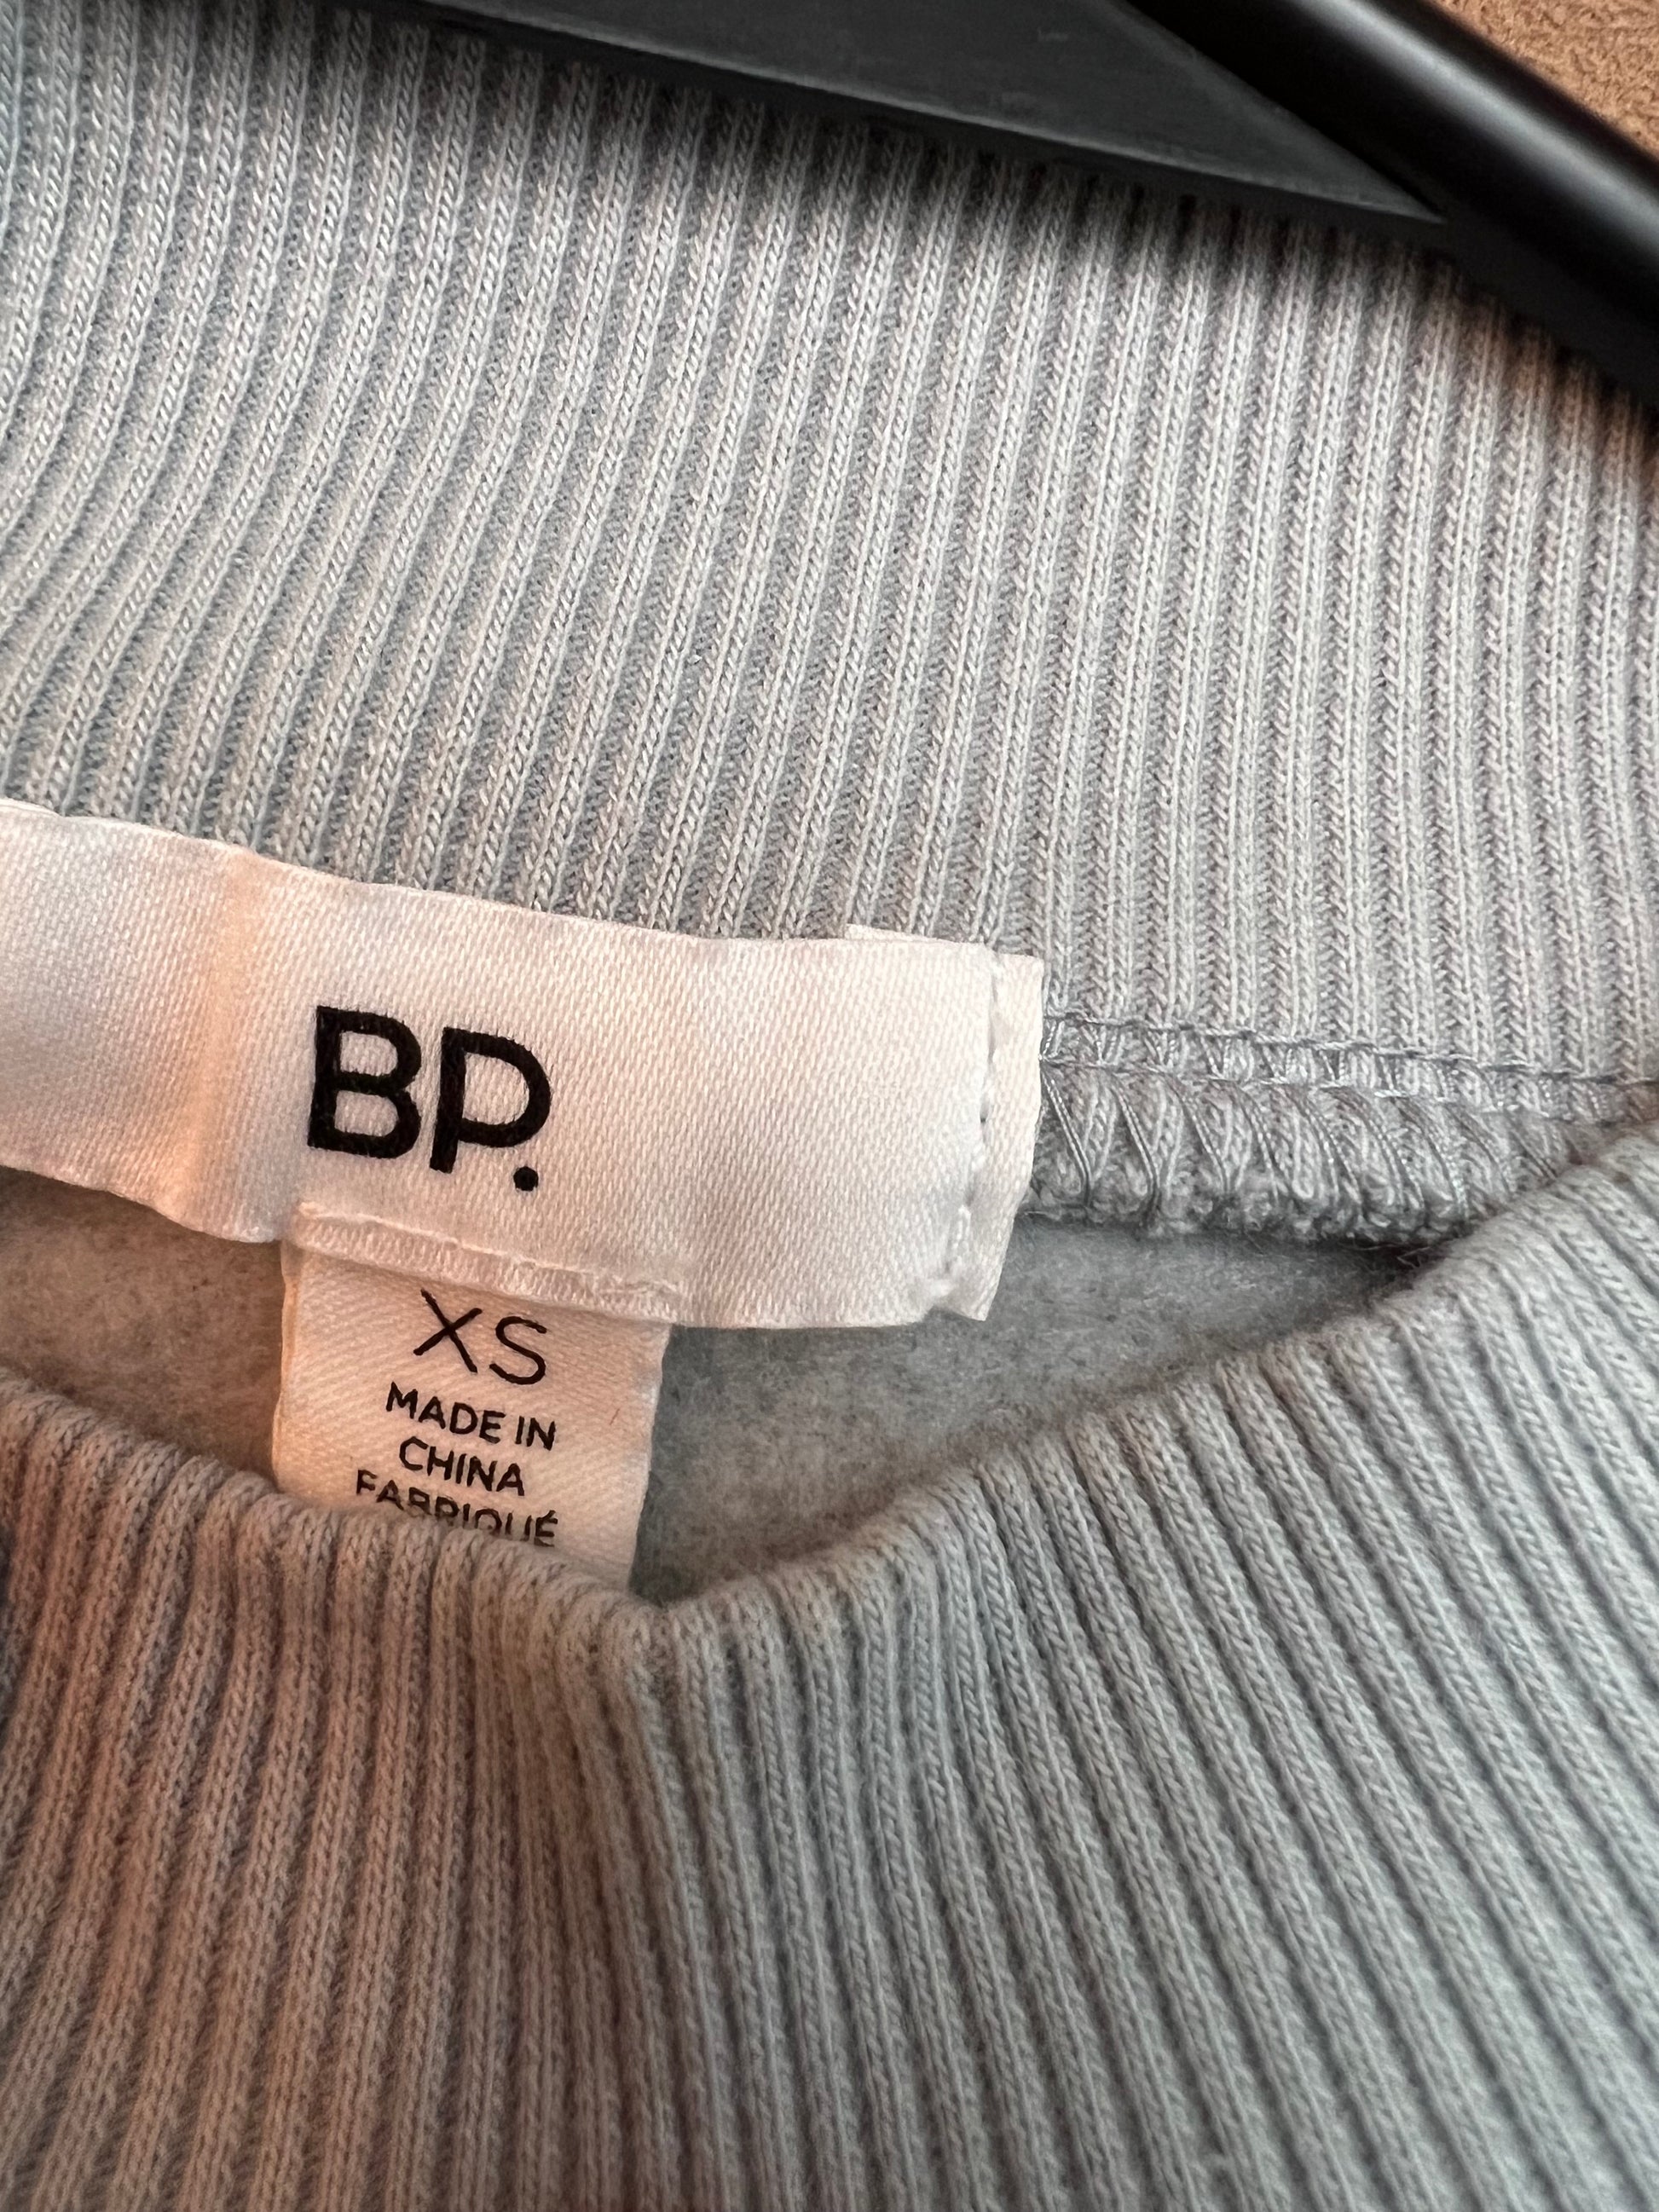 BP.
XS
MADE IN
CHINA
FABRIQUÉ